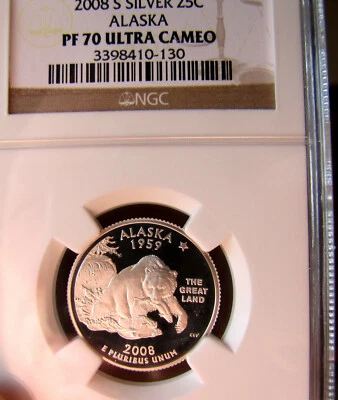 2008 S SILVER 25C
ALASKA
PF 70 ULTRA CAMEO
3398410-130
NGC
ALASKA
1959
THE
GREAT
LAND
2008
E PLURIBUS UNUM